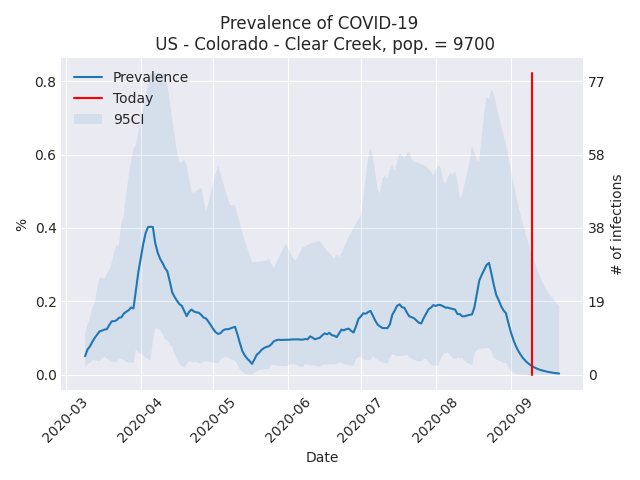 Prevalence of COVID-19
US - Colorado - Clear Creek, pop. = 9700
Prevalence
Today
95CI
0.8
0.6
0.4
0.2
0.0
%
77
58
38
19
0
# of infections
2020-03
2020-04
2020-05
2020-06
2020-07
2020-08
2020-09
Date